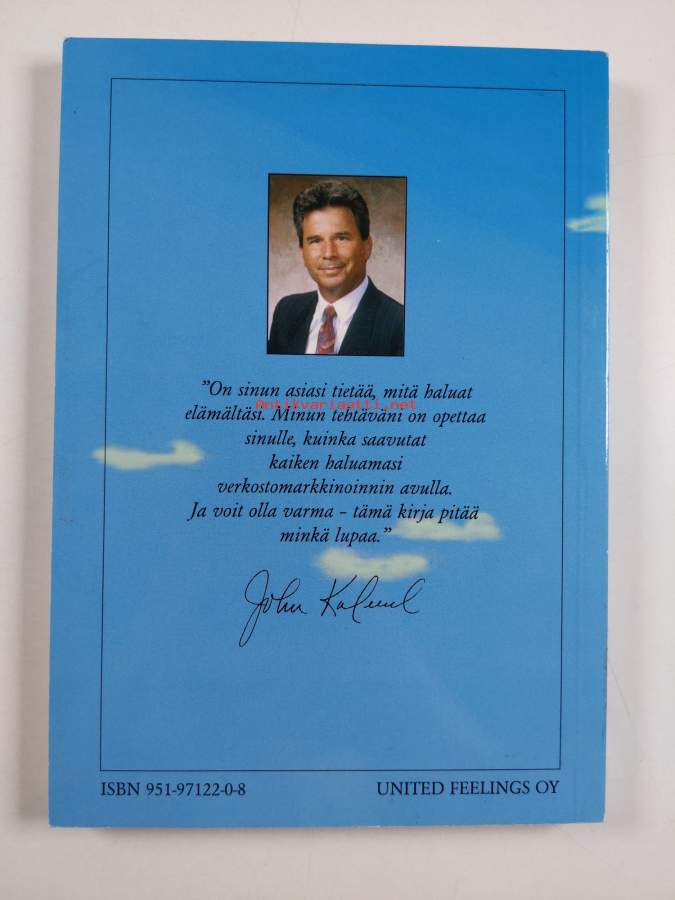 ”On sinun asiasi tietää, mitä haluat
Antikvariaatti.net
elämältäsi. Minun tehtäväni on opettaa
sinulle, kuinka saavutat
kaiken haluamasi
verkostomarkkinoinnin avulla.
Ja voit olla varma - tämä kirja pitää
minkä lupaa.”
John Kalench
ISBN 951-97122-0-8
UNITED FEELINGS OY